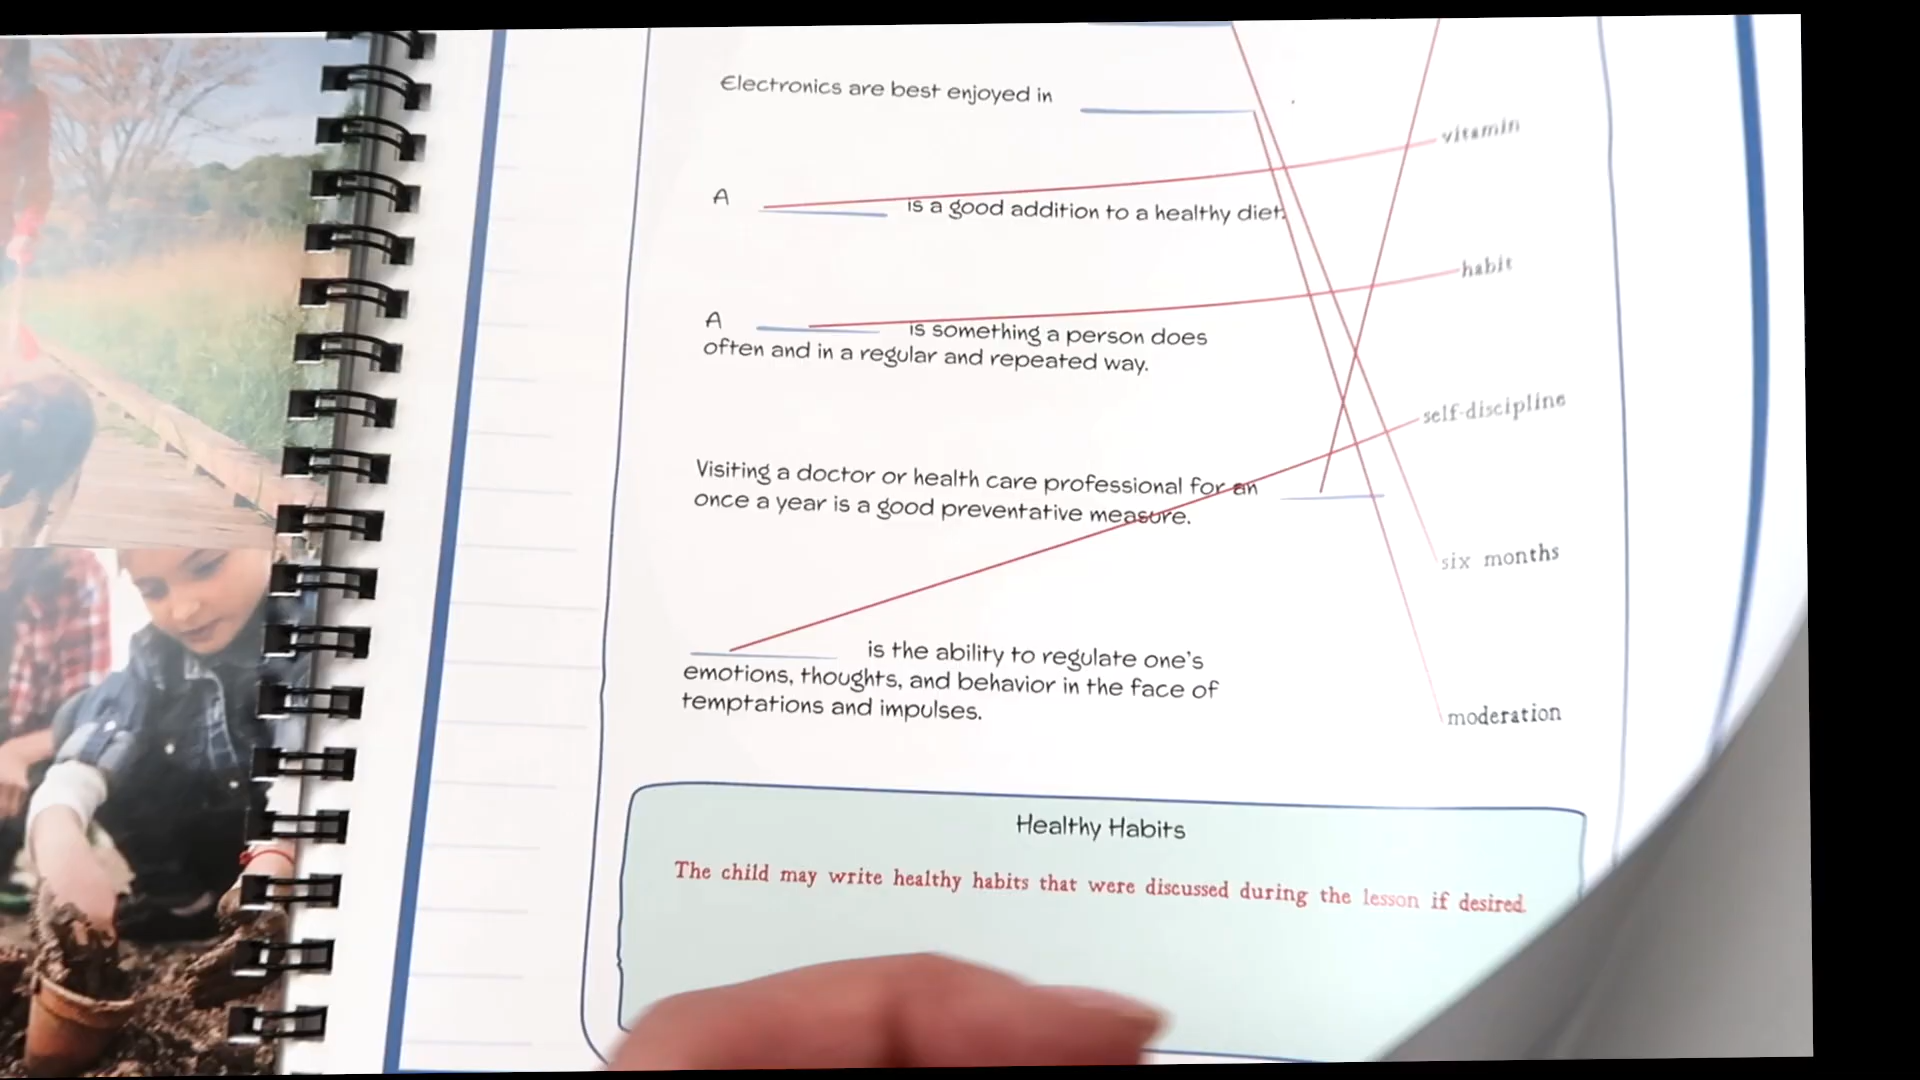 Electronics are best enjoyed in
vitamin
A is a good addition to a healthy diet.
habit
A is something a person does
often and in a regular and repeated way.
self-discipline
Visiting a doctor or health care professional for an
once a year is a good preventative measure.
six months
is the ability to regulate one's
emotions, thoughts, and behavior in the face of
temptations and impulses.
moderation
Healthy Habits
The child may write healthy habits that were discussed during the lesson if desired.